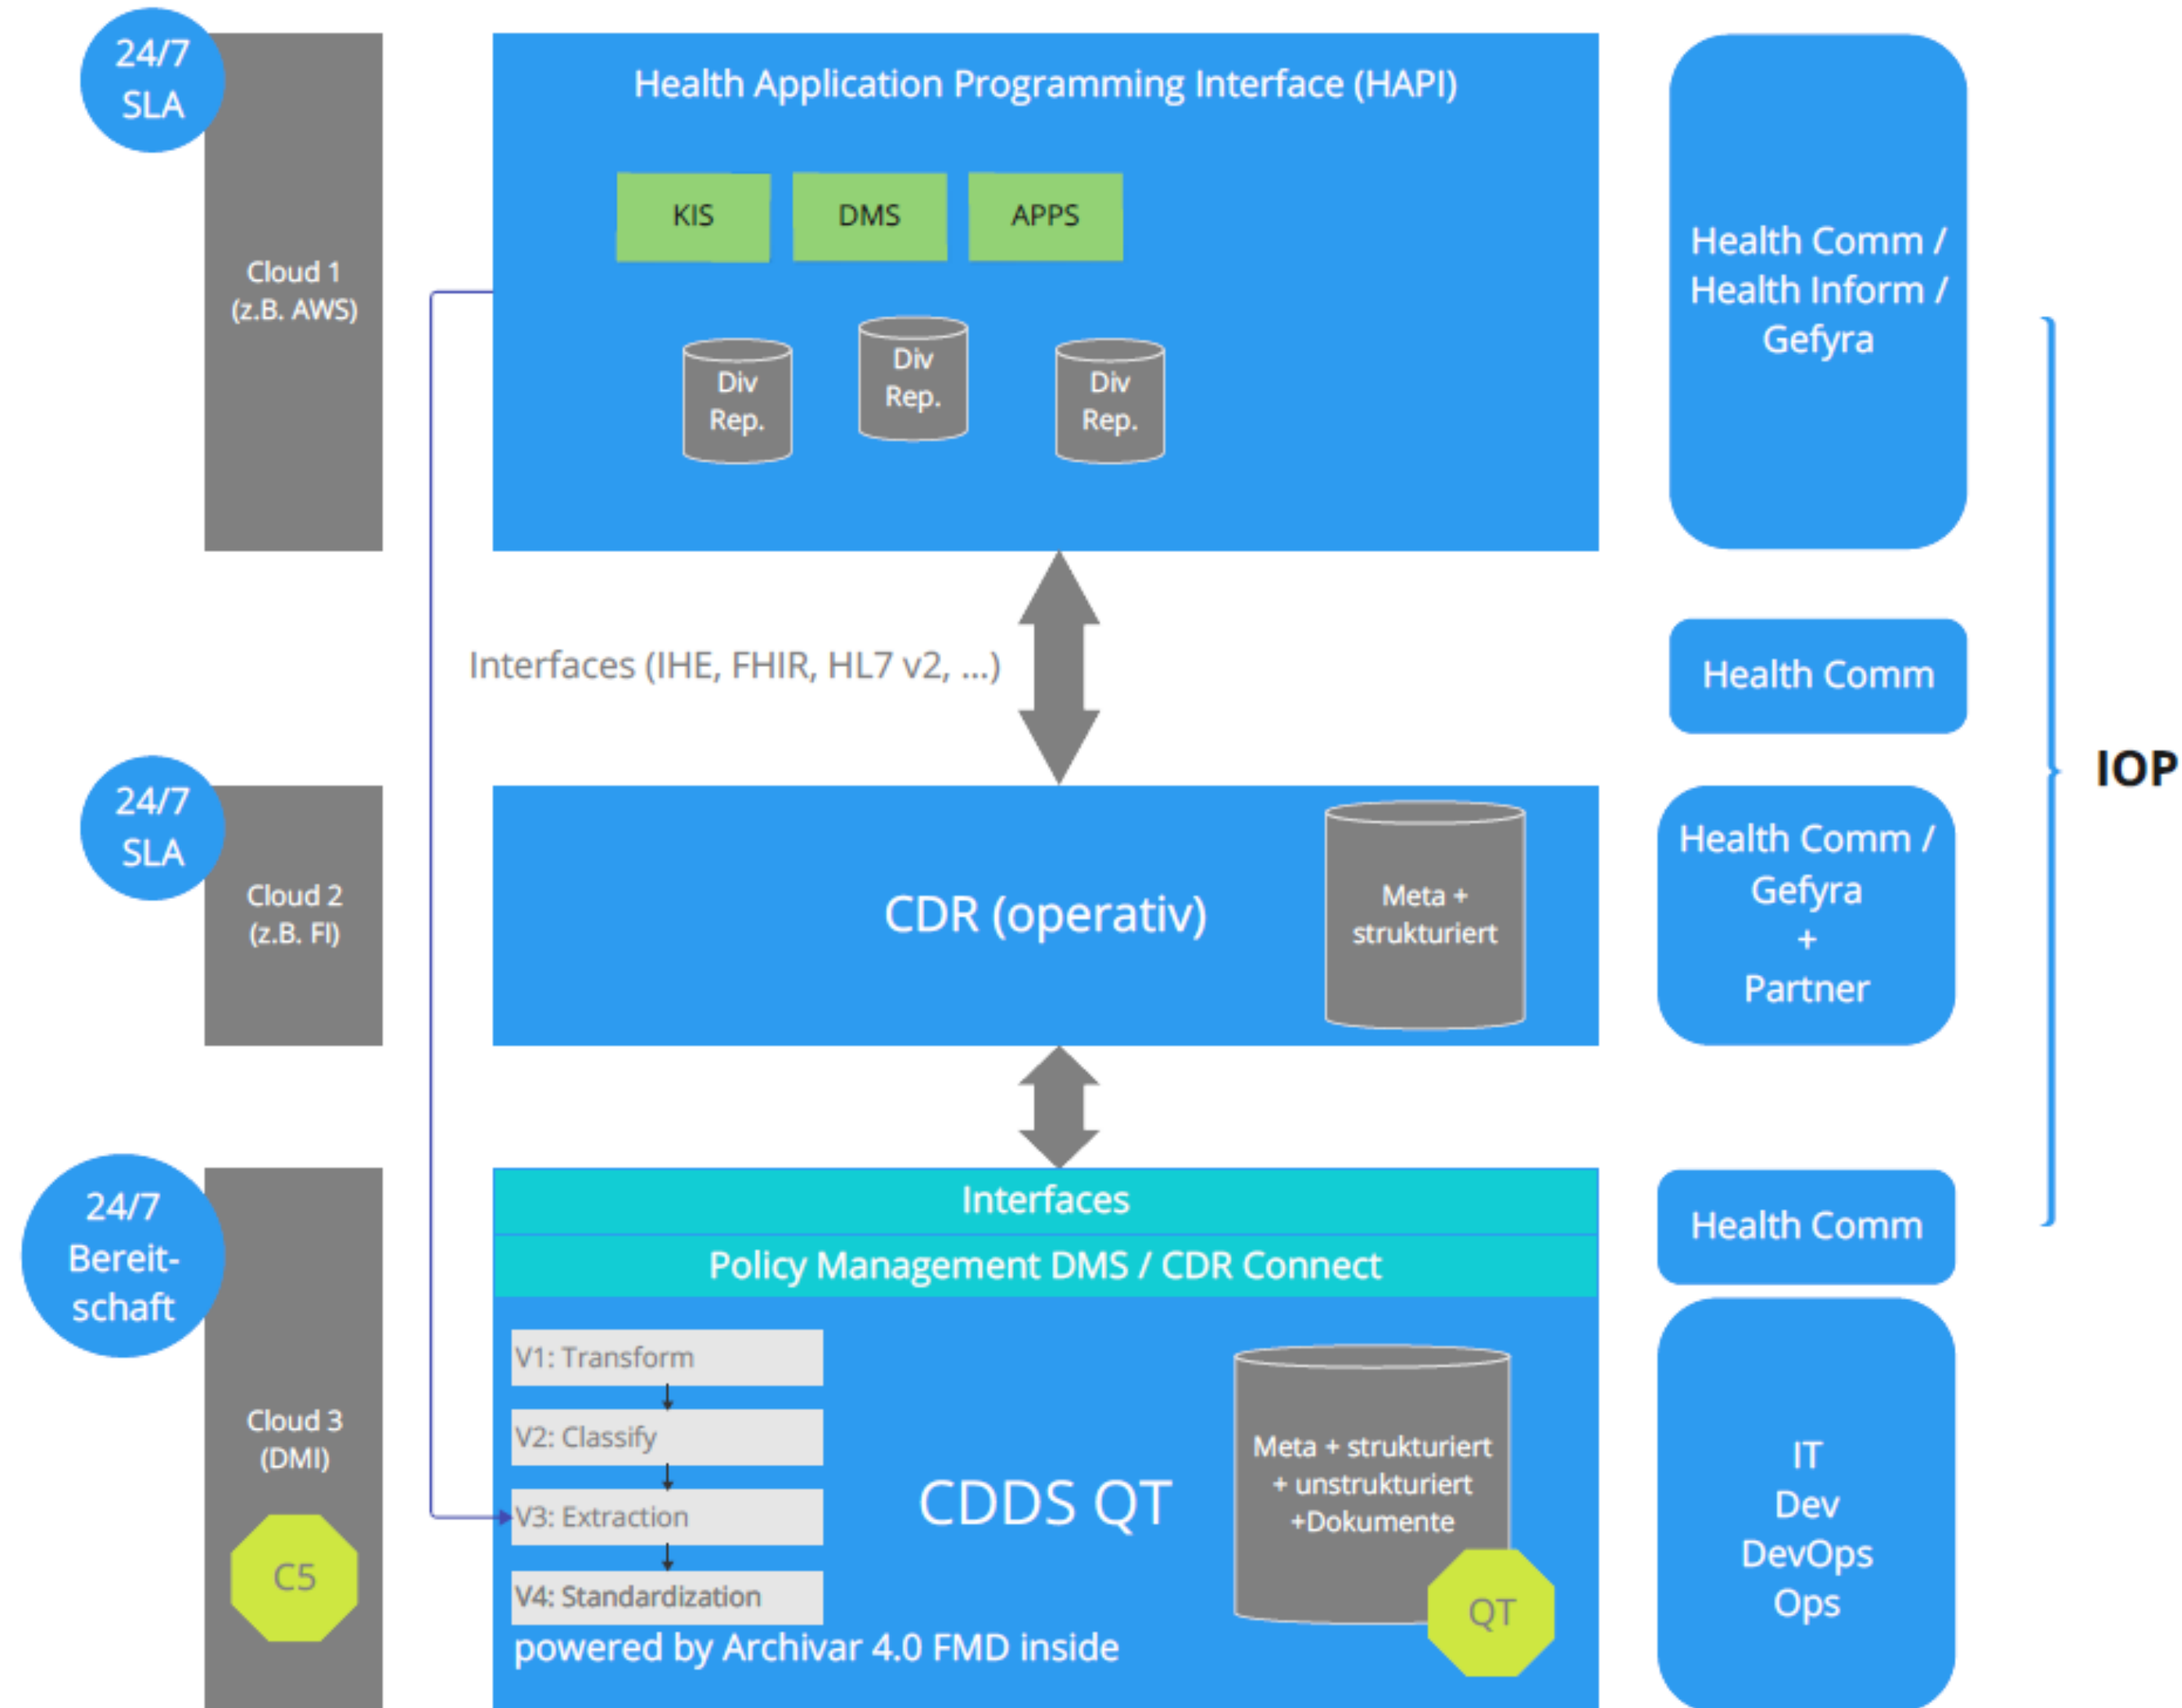 24/7
SLA
Cloud 1
(z.B. AWS)
Health Application Programming Interface (HAPI)
KIS
DMS
APPS
Div
Rep.
Div
Rep.
Div
Rep.
Health Comm /
Health Inform /
Gefyra
Interfaces (IHE, FHIR, HL7 v2, ...)
Health Comm
IOP
24/7
SLA
Cloud 2
(z.B. FI)
CDR (operativ)
Meta +
strukturiert
Health Comm /
Gefyra
+
Partner
24/7
Bereit-
schaft
Cloud 3
(DMI)
C5
Interfaces
Policy Management DMS / CDR Connect
V1: Transform
V2: Classify
V3: Extraction
V4: Standardization
CDDS QT
Meta + strukturiert
+ unstrukturiert
+Dokumente
QT
powered by Archivar 4.0 FMD inside
Health Comm
IT
Dev
DevOps
Ops